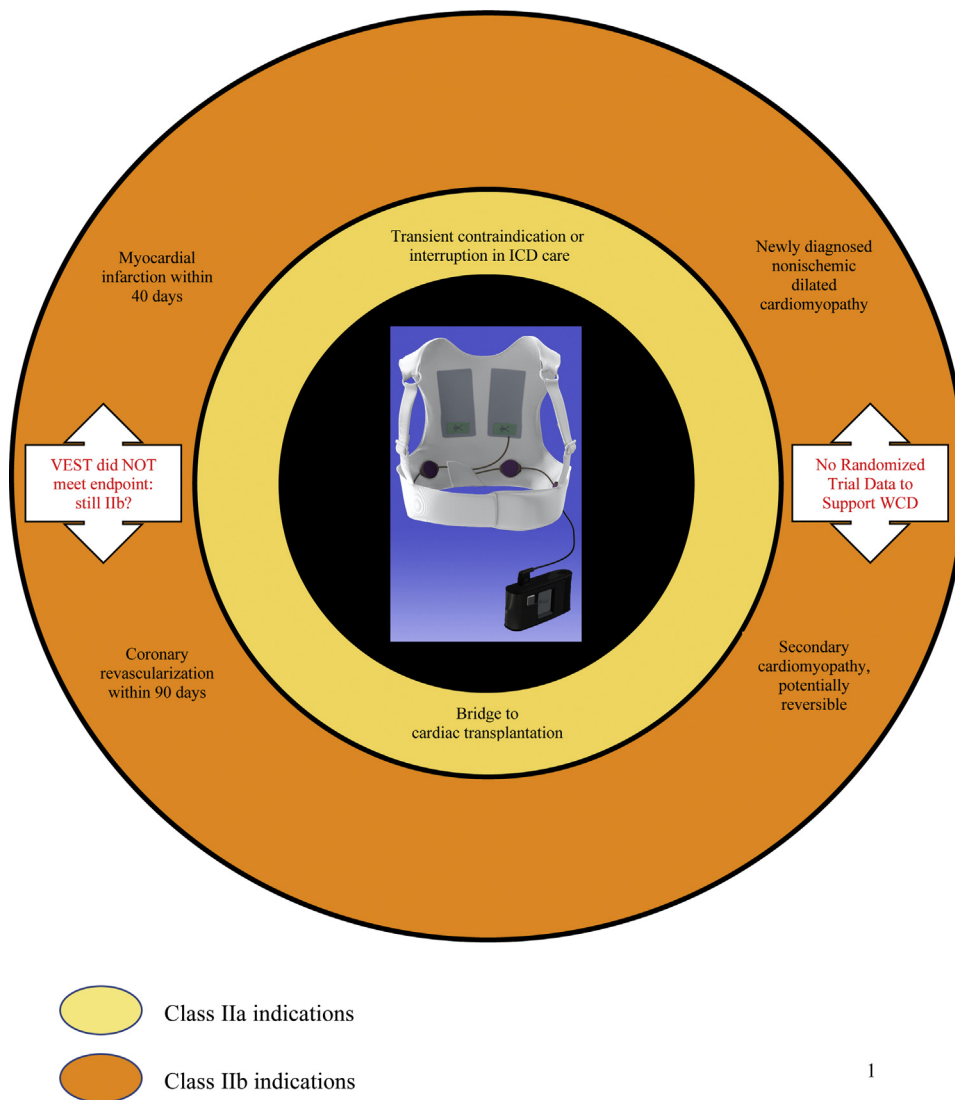 Transient contraindication or
interruption in ICD care
Myocardial
infarction within
40 days
Newly diagnosed
nonischemic
dilated
cardiomyopathy
VEST did NOT
meet endpoint:
still IIb?
No Randomized
Trial Data to
Support WCD
Coronary
revascularization
within 90 days
Secondary
cardiomyopathy,
potentially
reversible
Bridge to
cardiac transplantation
Class IIa indications
Class IIb indications
1